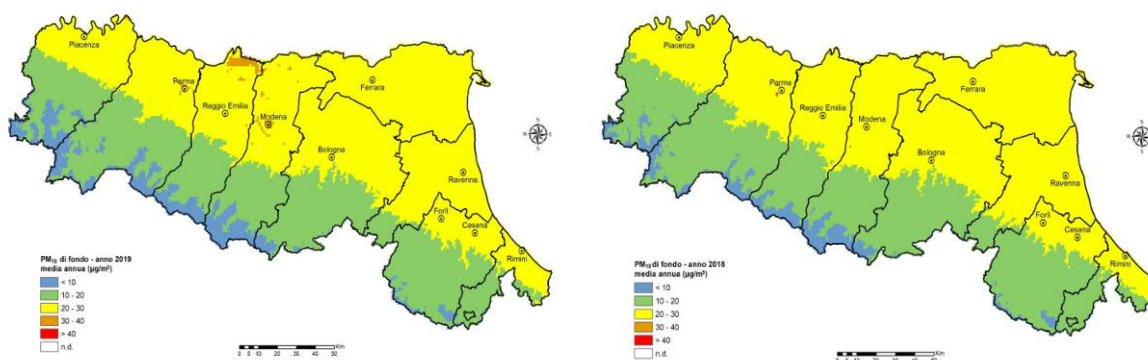 Piacenza
Parma
Reggio Emilia
Modena
Ferrara
Bologna
Ravenna
Forlì
Cesena
Rimini
PM10 di fondo - anno 2019
media annua (µg/m³)
< 10
10 - 20
20 - 30
30 - 40
> 40
n.d.
Km
Piacenza
Parma
Reggio Emilia
Modena
Ferrara
Bologna
Ravenna
Forlì
Cesena
Rimini
PM10 di fondo - anno 2018
media annua (µg/m³)
< 10
10 - 20
20 - 30
30 - 40
> 40
n.d.
Km